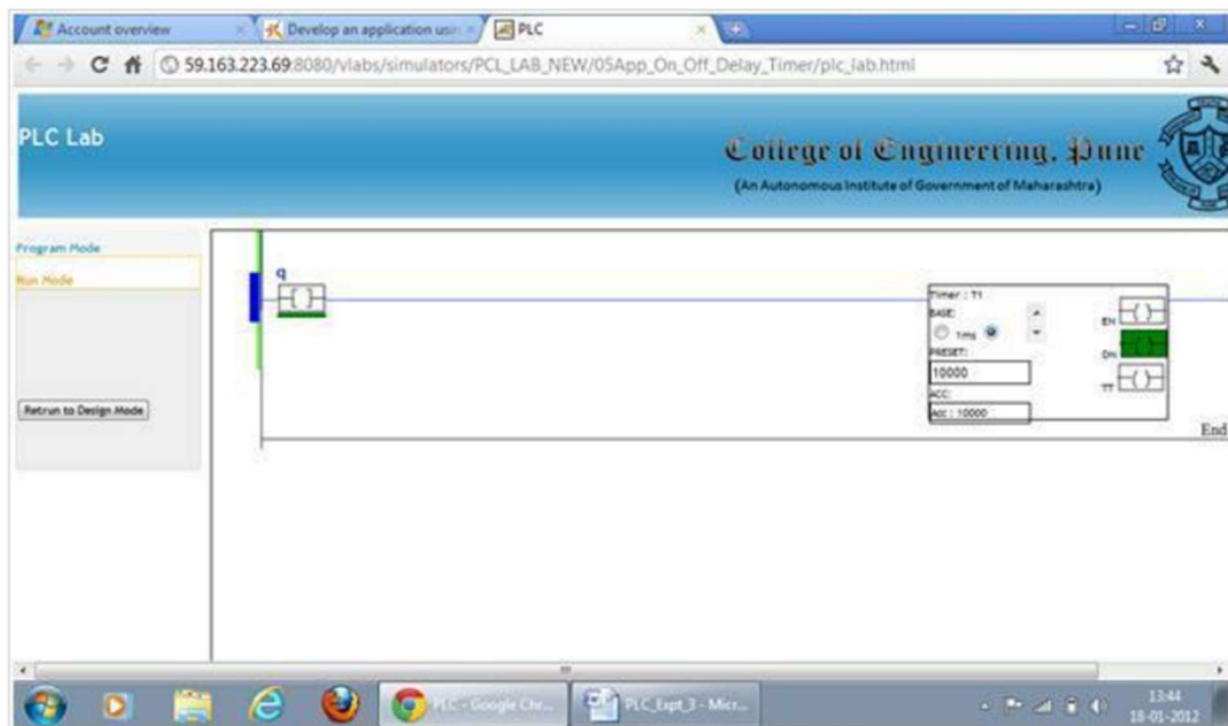 Account overview
Develop an application usin
PLC
59.163.223.69:8080/vlabs/simulators/PCL_LAB_NEW/05App_On_Off_Delay_Timer/plc_lab.html
PLC Lab
College of Engineering, Pune
(An Autonomous Institute of Government of Maharashtra)
Program Mode
Run Mode
q
Timer : T1
BASE:
1ms
EN
DN
PRESET:
10000
TT
ACC:
Acc : 10000
Retrun to Design Mode
End
PLC - Google Chr...
PLC_Expt_3 - Micr...
13:44
18-01-2012